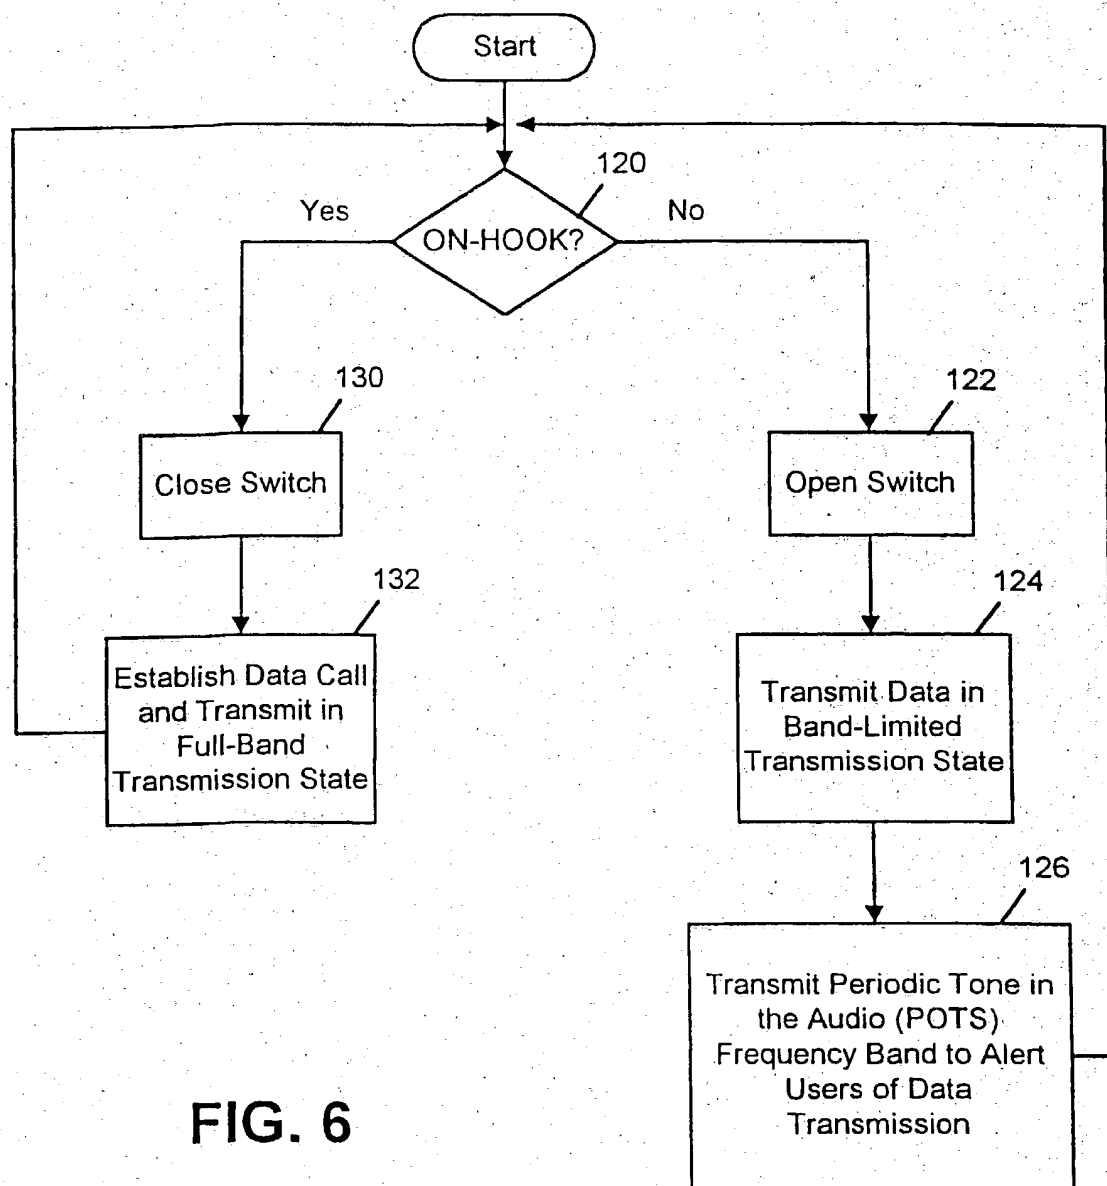 Start
120
Yes
No
ON-HOOK?
130
122
Close Switch
Open Switch
132
124
Establish Data Call
and Transmit in
Full-Band
Transmission State
Transmit Data in
Band-Limited
Transmission State
126
Transmit Periodic Tone in
the Audio (POTS)
Frequency Band to Alert
Users of Data
Transmission
FIG. 6